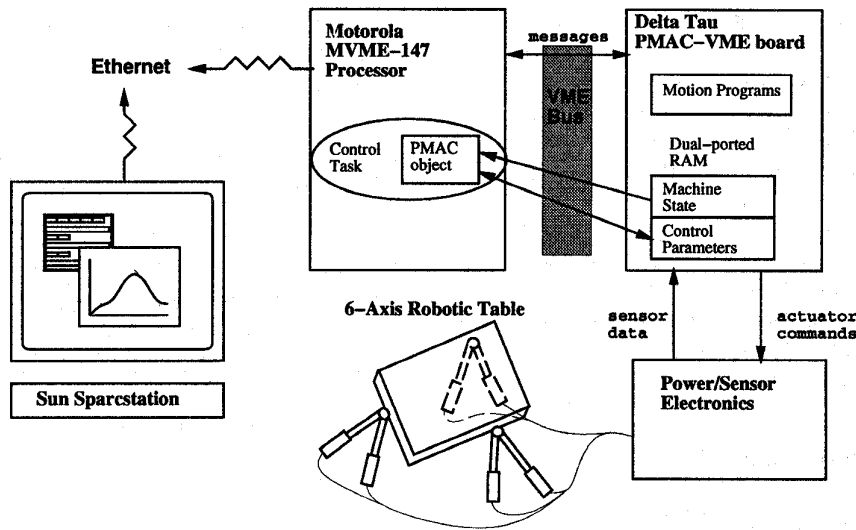 Ethernet
Motorola
MVME-147
Processor
messages
Delta Tau
PMAC-VME board
VME
Bus
Motion Programs
Control
Task
PMAC
object
Dual-ported
RAM
Machine
State
Control
Parameters
Sun Sparcstation
6-Axis Robotic Table
sensor
data
actuator
commands
Power/Sensor
Electronics